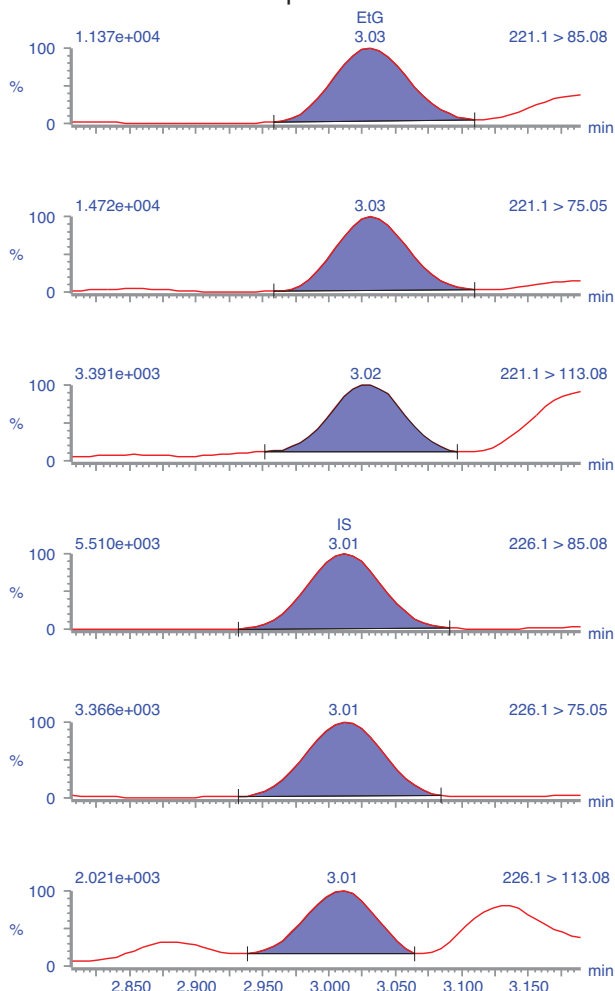 EtG
1.137e+004 3.03 221.1 > 85.08
100
%
0
min
1.472e+004 3.03 221.1 > 75.05
100
%
0
min
3.391e+003 3.02 221.1 > 113.08
100
%
0
min
IS
5.510e+003 3.01 226.1 > 85.08
100
%
0
min
3.366e+003 3.01 226.1 > 75.05
100
%
0
min
2.021e+003 3.01 226.1 > 113.08
100
%
0
min
2.850 2.900 2.950 3.000 3.050 3.100 3.150